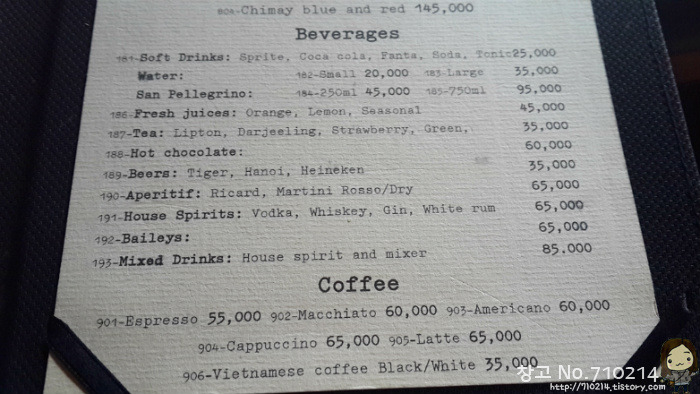 804-Chimay blue and red 145,000
Beverages
181-Soft Drinks: Sprite, Coca cola, Fanta, Soda, Tonic 25,000
Water: 182-Small 20,000 183-Large 35,000
San Pellegrino: 184-250ml 45,000 185-750ml 95,000
186-Fresh juices: Orange, Lemon, Seasonal 45,000
187-Tea: Lipton, Darjeeling, Strawberry, Green, 35,000
188-Hot chocolate: 60,000
189-Beers: Tiger, Hanoi, Heineken 35,000
190-Aperitif: Ricard, Martini Rosso/Dry 65,000
191-House Spirits: Vodka, Whiskey, Gin, White rum 65,000
192-Baileys: 65,000
193-Mixed Drinks: House spirit and mixer 85.000
Coffee
901-Espresso 55,000 902-Macchiato 60,000 903-Americano 60,000
904-Cappuccino 65,000 905-Latte 65,000
906-Vietnamese coffee Black/White 35,000
창고 No.710214
http://710214.tistory.com/